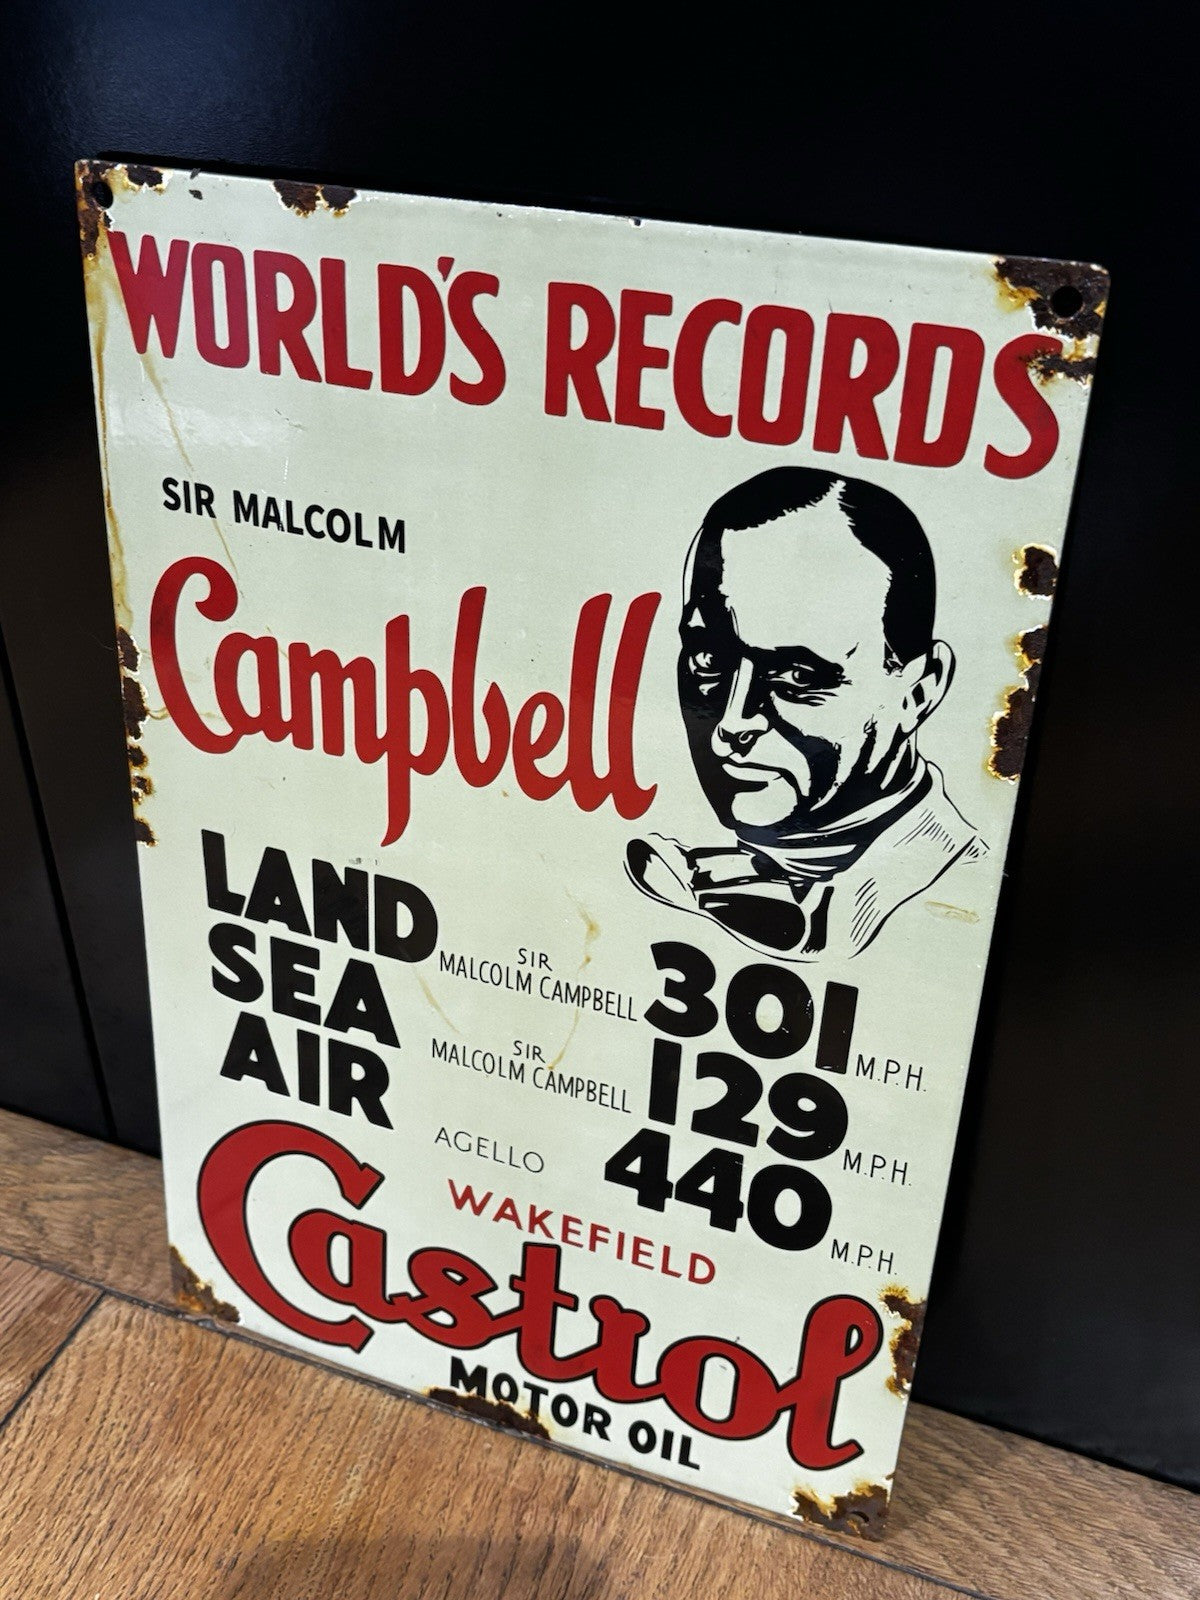 WORLD'S RECORDS
SIR MALCOLM
Campbell
LAND SIR MALCOLM CAMPBELL 301 M.P.H.
SEA SIR MALCOLM CAMPBELL 129 M.P.H.
AIR AGELLO 440 M.P.H.
WAKEFIELD
Castrol
MOTOR OIL